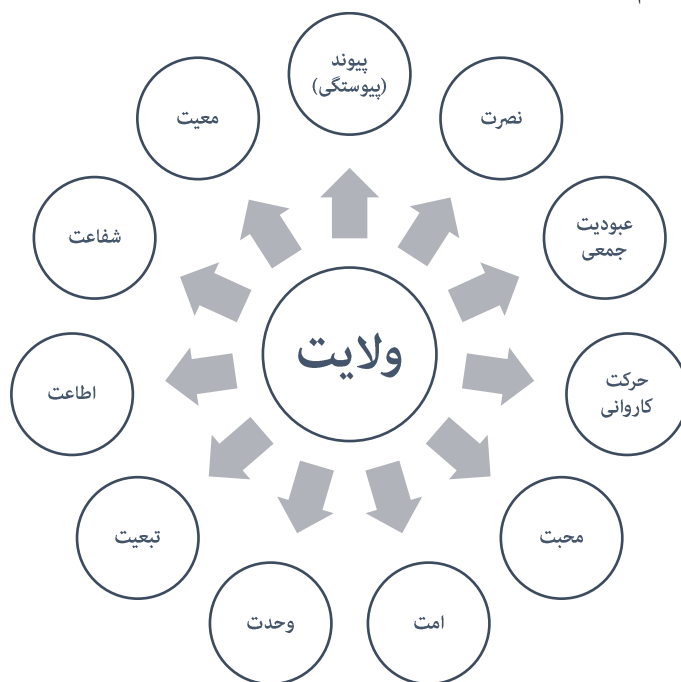 پیوند
(پیوستگی)
نصرت
عبودیت
جمعی
حرکت
کاروانی
محبت
امت
وحدت
تبعیت
اطاعت
شفاعت
معیت
ولایت